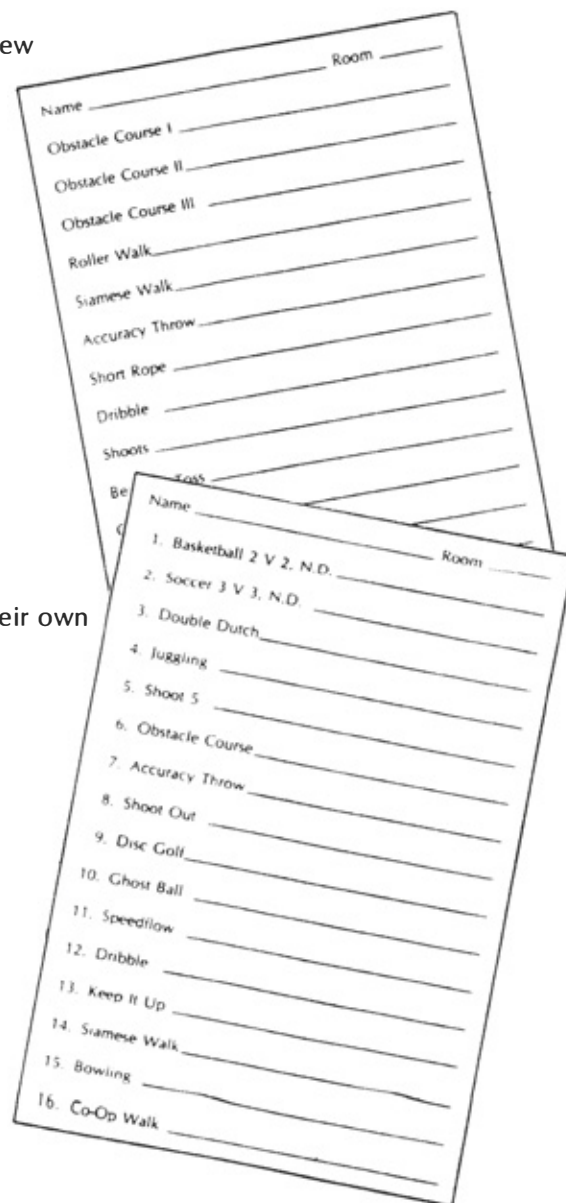 ew
Name Room
Obstacle Course I
Obstacle Course II
Obstacle Course III
Roller Walk
Siamese Walk
Accuracy Throw
Short Rope
Dribble
Shoots
Be Toss
eir own
Name Room
1. Basketball 2 V 2, N.D.
2. Soccer 3 V 3, N.D.
3. Double Dutch
4. Juggling
5. Shoot 5
6. Obstacle Course
7. Accuracy Throw
8. Shoot Out
9. Disc Golf
10. Ghost Ball
11. Speedflow
12. Dribble
13. Keep It Up
14. Siamese Walk
15. Bowling
16. Co-Op Walk